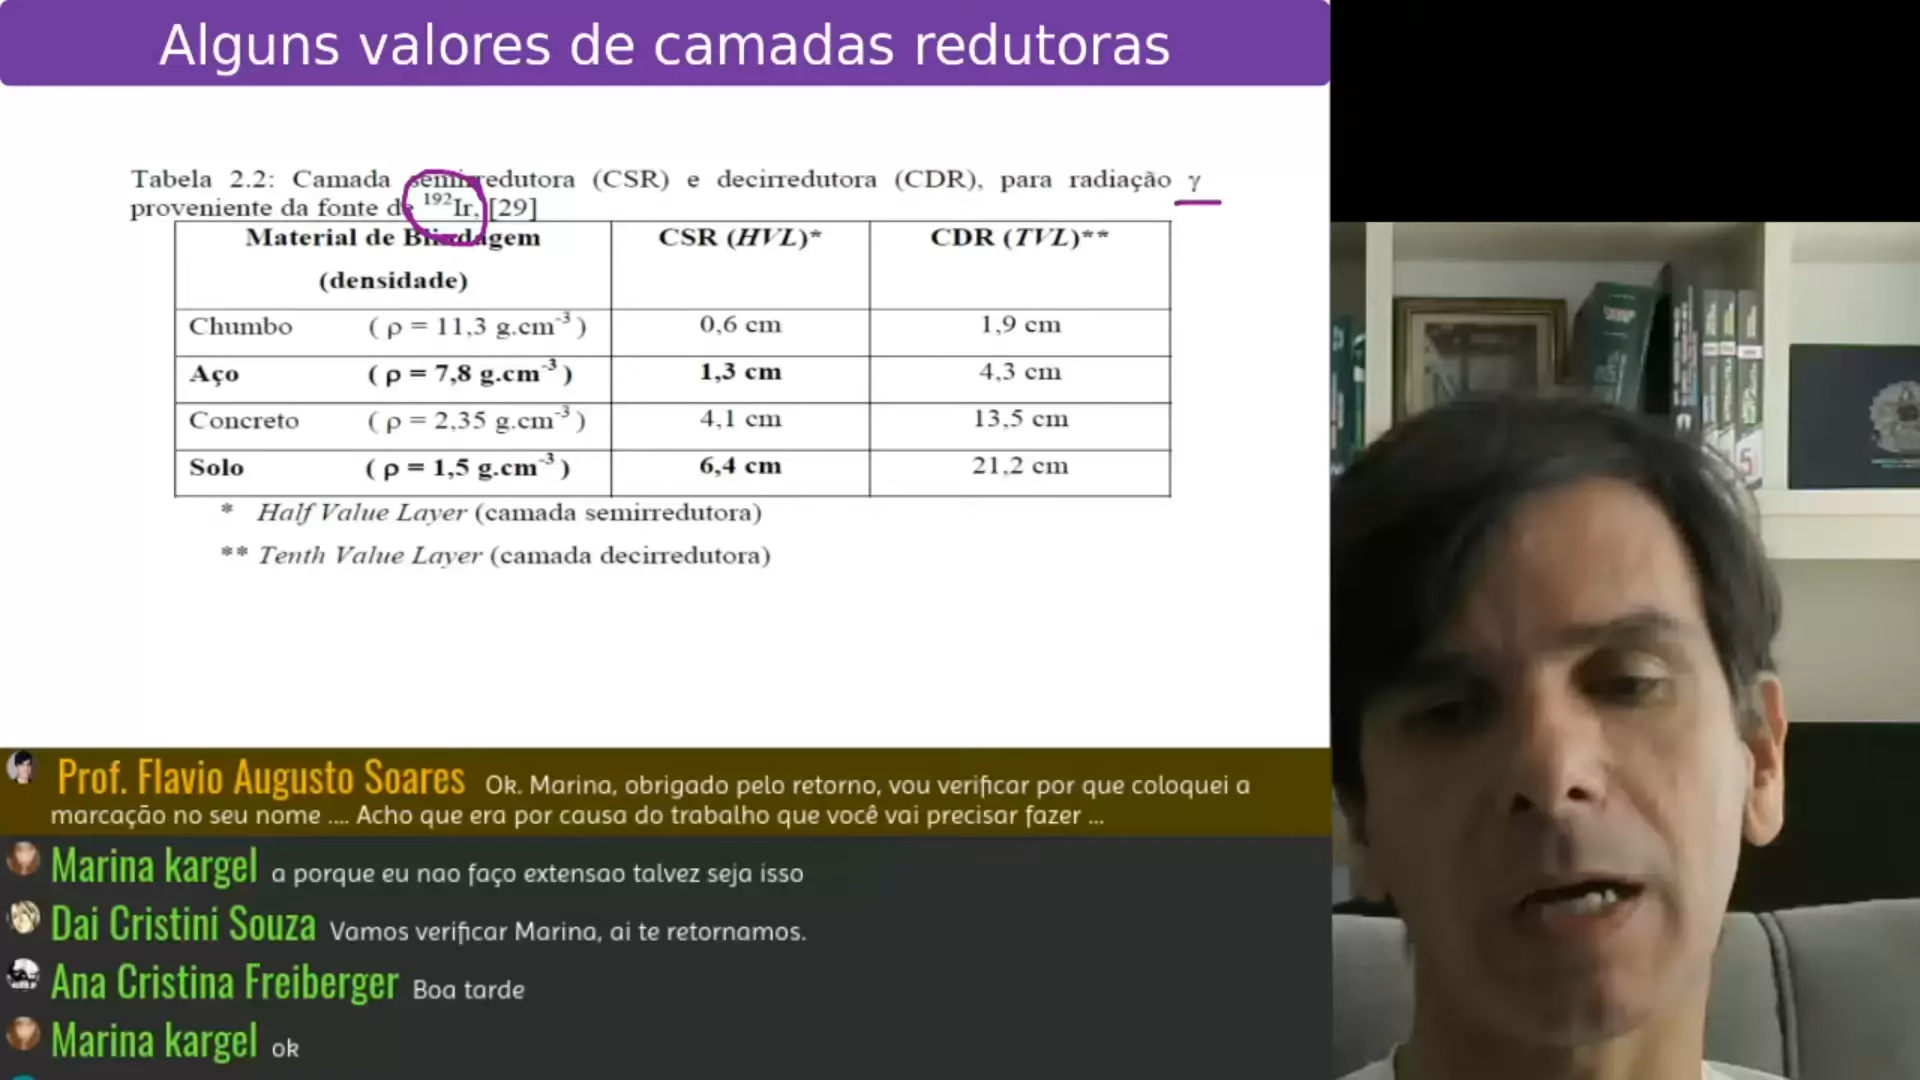 Alguns valores de camadas redutoras
Tabela 2.2: Camada semirredutora (CSR) e decirredutora (CDR), para radiação γ
proveniente da fonte de ¹⁹²Ir, [29]
Material de Blindagem CSR (HVL)* CDR (TVL)**
(densidade)
Chumbo ( ρ = 11,3 g.cm⁻³ ) 0,6 cm 1,9 cm
Aço ( ρ = 7,8 g.cm⁻³ ) 1,3 cm 4,3 cm
Concreto ( ρ = 2,35 g.cm⁻³ ) 4,1 cm 13,5 cm
Solo ( ρ = 1,5 g.cm⁻³ ) 6,4 cm 21,2 cm
* Half Value Layer (camada semirredutora)
** Tenth Value Layer (camada decirredutora)
Prof. Flavio Augusto Soares Ok. Marina, obrigado pelo retorno, vou verificar por que coloquei a
marcação no seu nome .... Acho que era por causa do trabalho que você vai precisar fazer ...
Marina kargel a porque eu nao faço extensao talvez seja isso
Dai Cristini Souza Vamos verificar Marina, ai te retornamos.
Ana Cristina Freiberger Boa tarde
Marina kargel ok